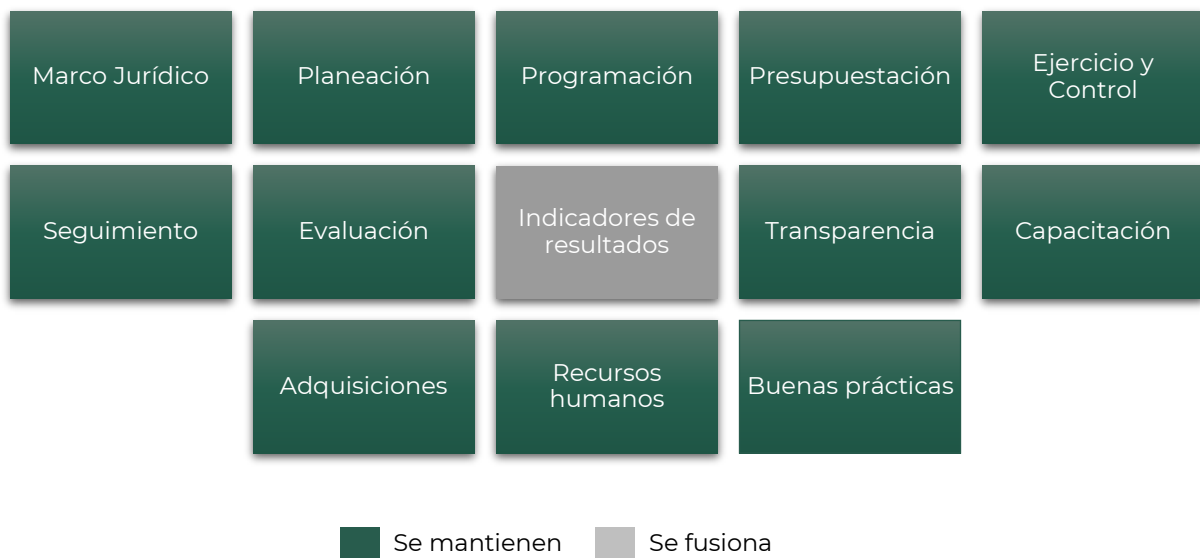 Marco Jurídico
Planeación
Programación
Presupuestación
Ejercicio y
Control
Seguimiento
Evaluación
Indicadores de
resultados
Transparencia
Capacitación
Adquisiciones
Recursos
humanos
Buenas prácticas
Se mantienen
Se fusiona